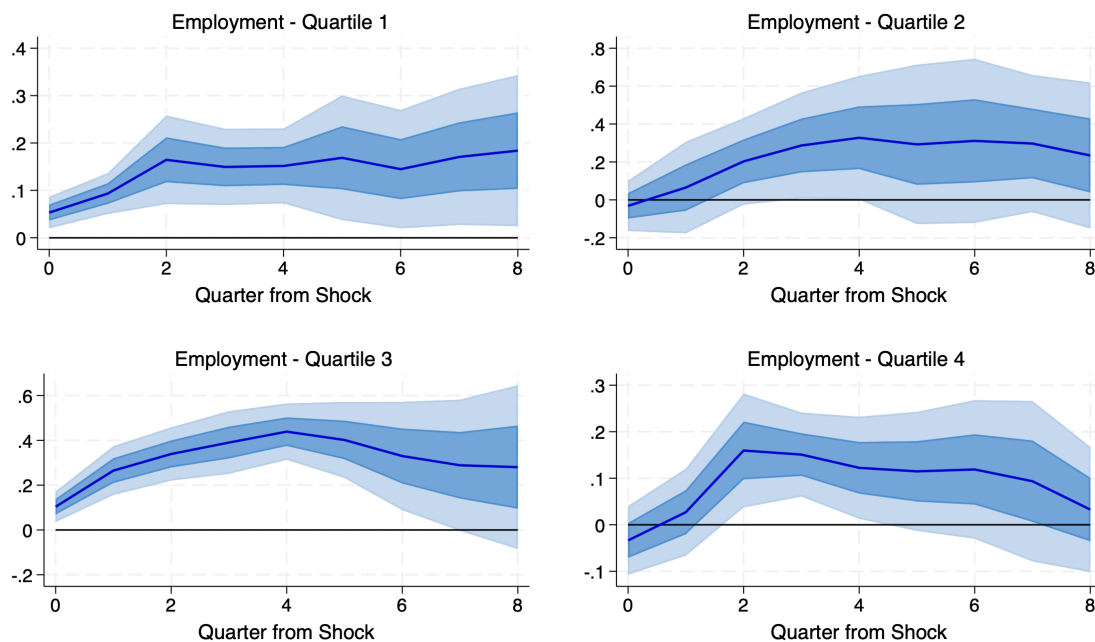 Employment - Quartile 1
.4
.3
.2
.1
0
0 2 4 6 8
Quarter from Shock
Employment - Quartile 2
.8
.6
.4
.2
0
-.2
0 2 4 6 8
Quarter from Shock
Employment - Quartile 3
.6
.4
.2
0
-.2
0 2 4 6 8
Quarter from Shock
Employment - Quartile 4
.3
.2
.1
0
-.1
0 2 4 6 8
Quarter from Shock